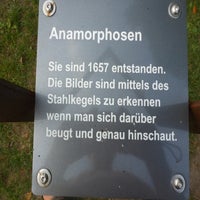 Anamorphosen
Sie sind 1657 entstanden.
Die Bilder sind mittels des
Stahlkegels zu erkennen
wenn man sich darüber
beugt und genau hinschaut.